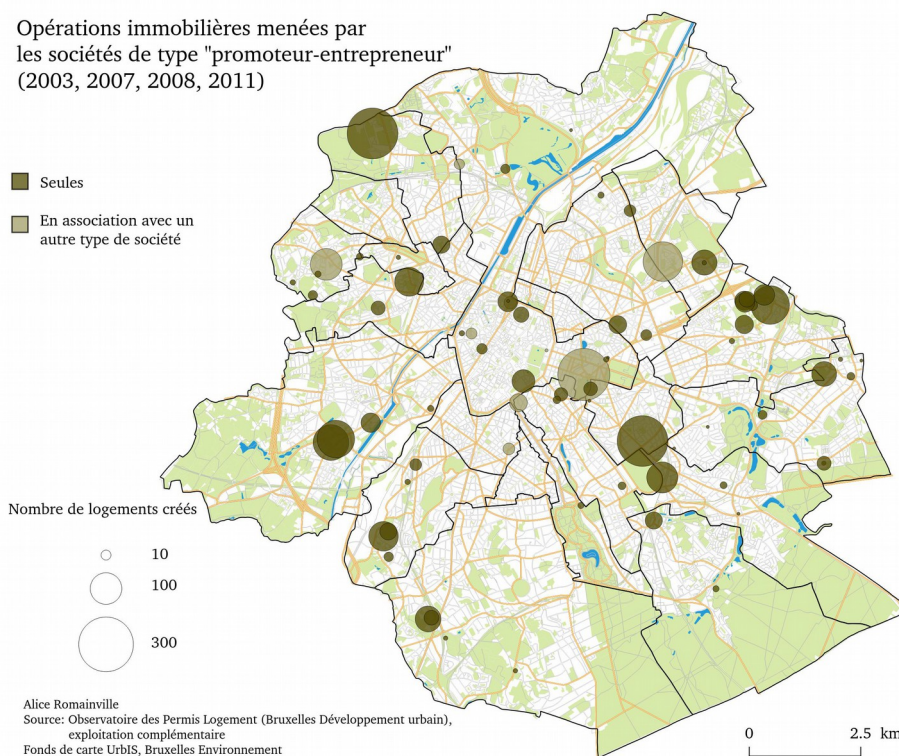 Opérations immobilières menées par
les sociétés de type "promoteur-entrepreneur"
(2003, 2007, 2008, 2011)
Seules
En association avec un
autre type de société
Nombre de logements créés
10
100
300
Alice Romainville
Source: Observatoire des Permis Logement (Bruxelles Développement urbain),
exploitation complémentaire
Fonds de carte UrbIS, Bruxelles Environnement
0 2.5 km